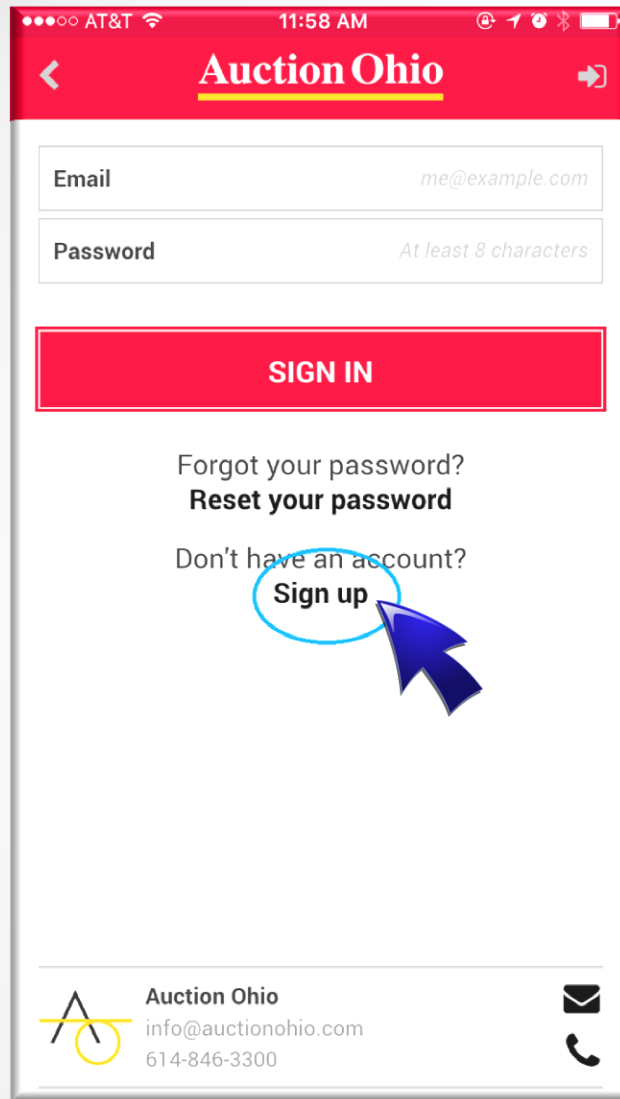 AT&T 11:58 AM
Auction Ohio
Email me@example.com
Password At least 8 characters
SIGN IN
Forgot your password?
Reset your password
Don't have an account?
Sign up
Auction Ohio
info@auctionohio.com
614-846-3300